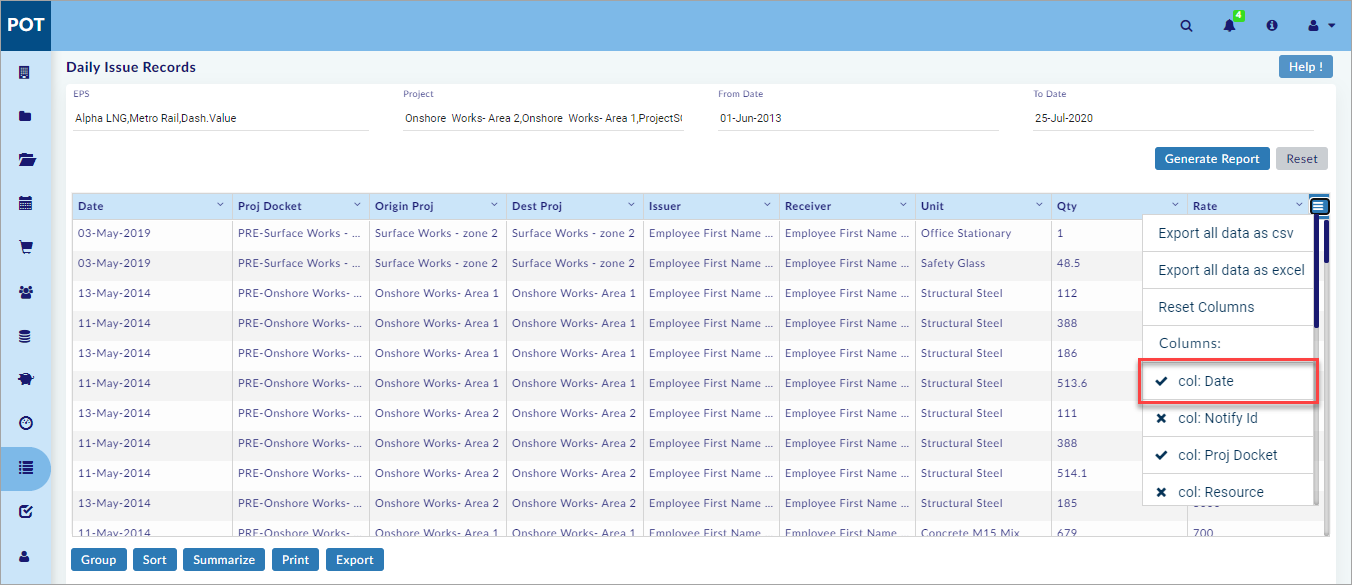 POT
4
Daily Issue Records
Help !
EPS Project From Date To Date
Alpha LNG,Metro Rail,Dash.Value Onshore Works- Area 2,Onshore Works- Area 1,ProjectS 01-Jun-2013 25-Jul-2020
Generate Report Reset
Date Proj Docket Origin Proj Dest Proj Issuer Receiver Unit Qty Rate
03-May-2019 PRE-Surface Works - ... Surface Works - zone 2 Surface Works - zone 2 Employee First Name ... Employee First Name ... Office Stationary 1
03-May-2019 PRE-Surface Works - ... Surface Works - zone 2 Surface Works - zone 2 Employee First Name ... Employee First Name ... Safety Glass 48.5
13-May-2014 PRE-Onshore Works- ... Onshore Works- Area 1 Onshore Works- Area 1 Employee First Name ... Employee First Name ... Structural Steel 112
11-May-2014 PRE-Onshore Works- ... Onshore Works- Area 1 Onshore Works- Area 1 Employee First Name ... Employee First Name ... Structural Steel 388
13-May-2014 PRE-Onshore Works- ... Onshore Works- Area 1 Onshore Works- Area 1 Employee First Name ... Employee First Name ... Structural Steel 186
11-May-2014 PRE-Onshore Works- ... Onshore Works- Area 1 Onshore Works- Area 1 Employee First Name ... Employee First Name ... Structural Steel 513.6
13-May-2014 PRE-Onshore Works- ... Onshore Works- Area 2 Onshore Works- Area 2 Employee First Name ... Employee First Name ... Structural Steel 111
11-May-2014 PRE-Onshore Works- ... Onshore Works- Area 2 Onshore Works- Area 2 Employee First Name ... Employee First Name ... Structural Steel 388
11-May-2014 PRE-Onshore Works- ... Onshore Works- Area 2 Onshore Works- Area 2 Employee First Name ... Employee First Name ... Structural Steel 514.1
13-May-2014 PRE-Onshore Works- ... Onshore Works- Area 2 Onshore Works- Area 2 Employee First Name ... Employee First Name ... Structural Steel 185
11-May-2014 PRE-Onshore Works- ... Onshore Works- Area 1 Onshore Works- Area 1 Employee First Name ... Employee First Name ... Concrete M15 Mix 679 700
Export all data as csv
Export all data as excel
Reset Columns
Columns:
col: Date
col: Notify Id
col: Proj Docket
col: Resource
Group Sort Summarize Print Export